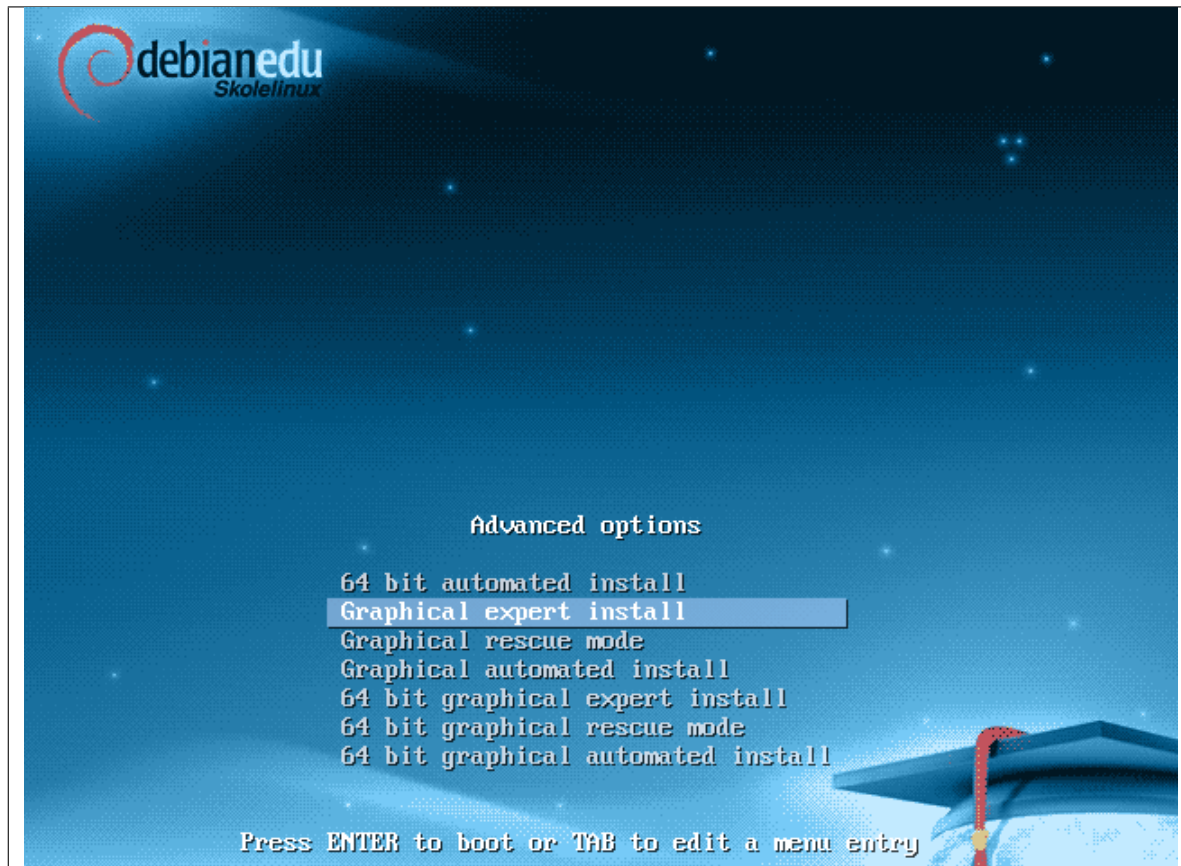 debianedu
Skolelinux
Advanced options
64 bit automated install
Graphical expert install
Graphical rescue mode
Graphical automated install
64 bit graphical expert install
64 bit graphical rescue mode
64 bit graphical automated install
Press ENTER to boot or TAB to edit a menu entry